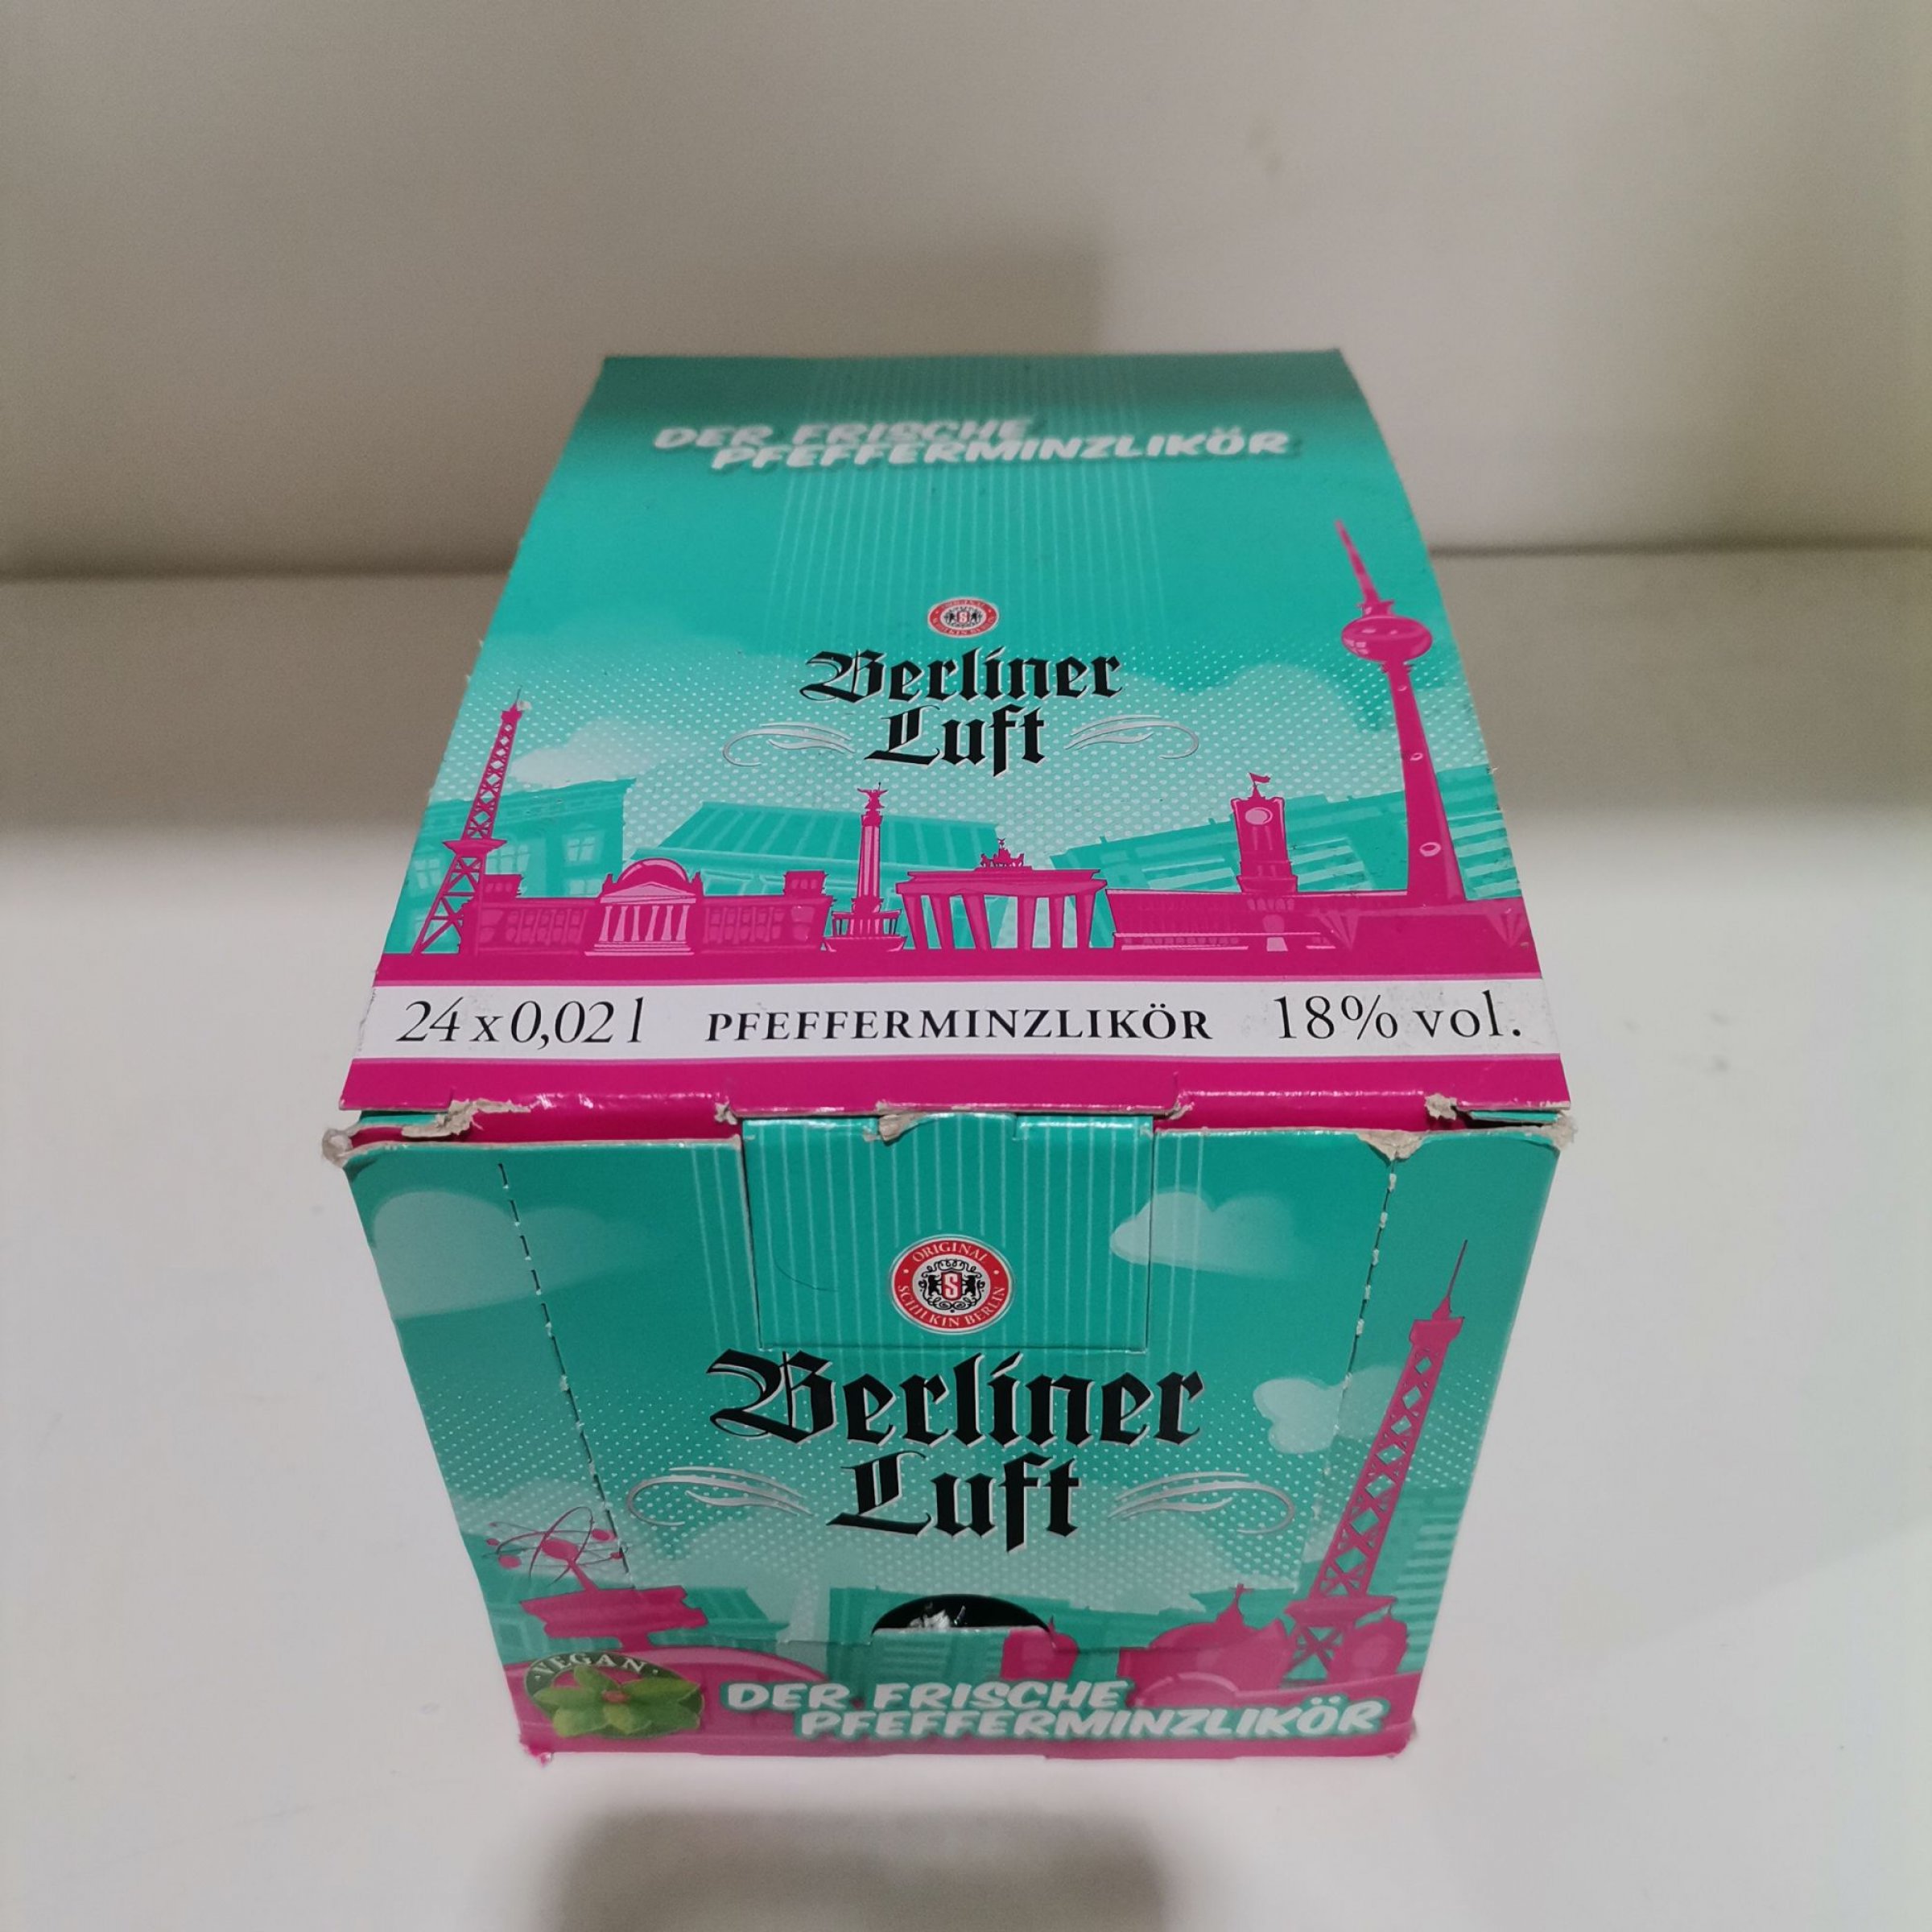 DER FRISCHE
PFEFFERMINZLIKÖR
Berliner
Luft
24 x 0,02 l PFEFFERMINZLIKÖR 18% vol.
ORIGINAL
SCHILKIN BERLIN
S
Berliner
Luft
VEGAN
DER FRISCHE
PFEFFERMINZLIKÖR